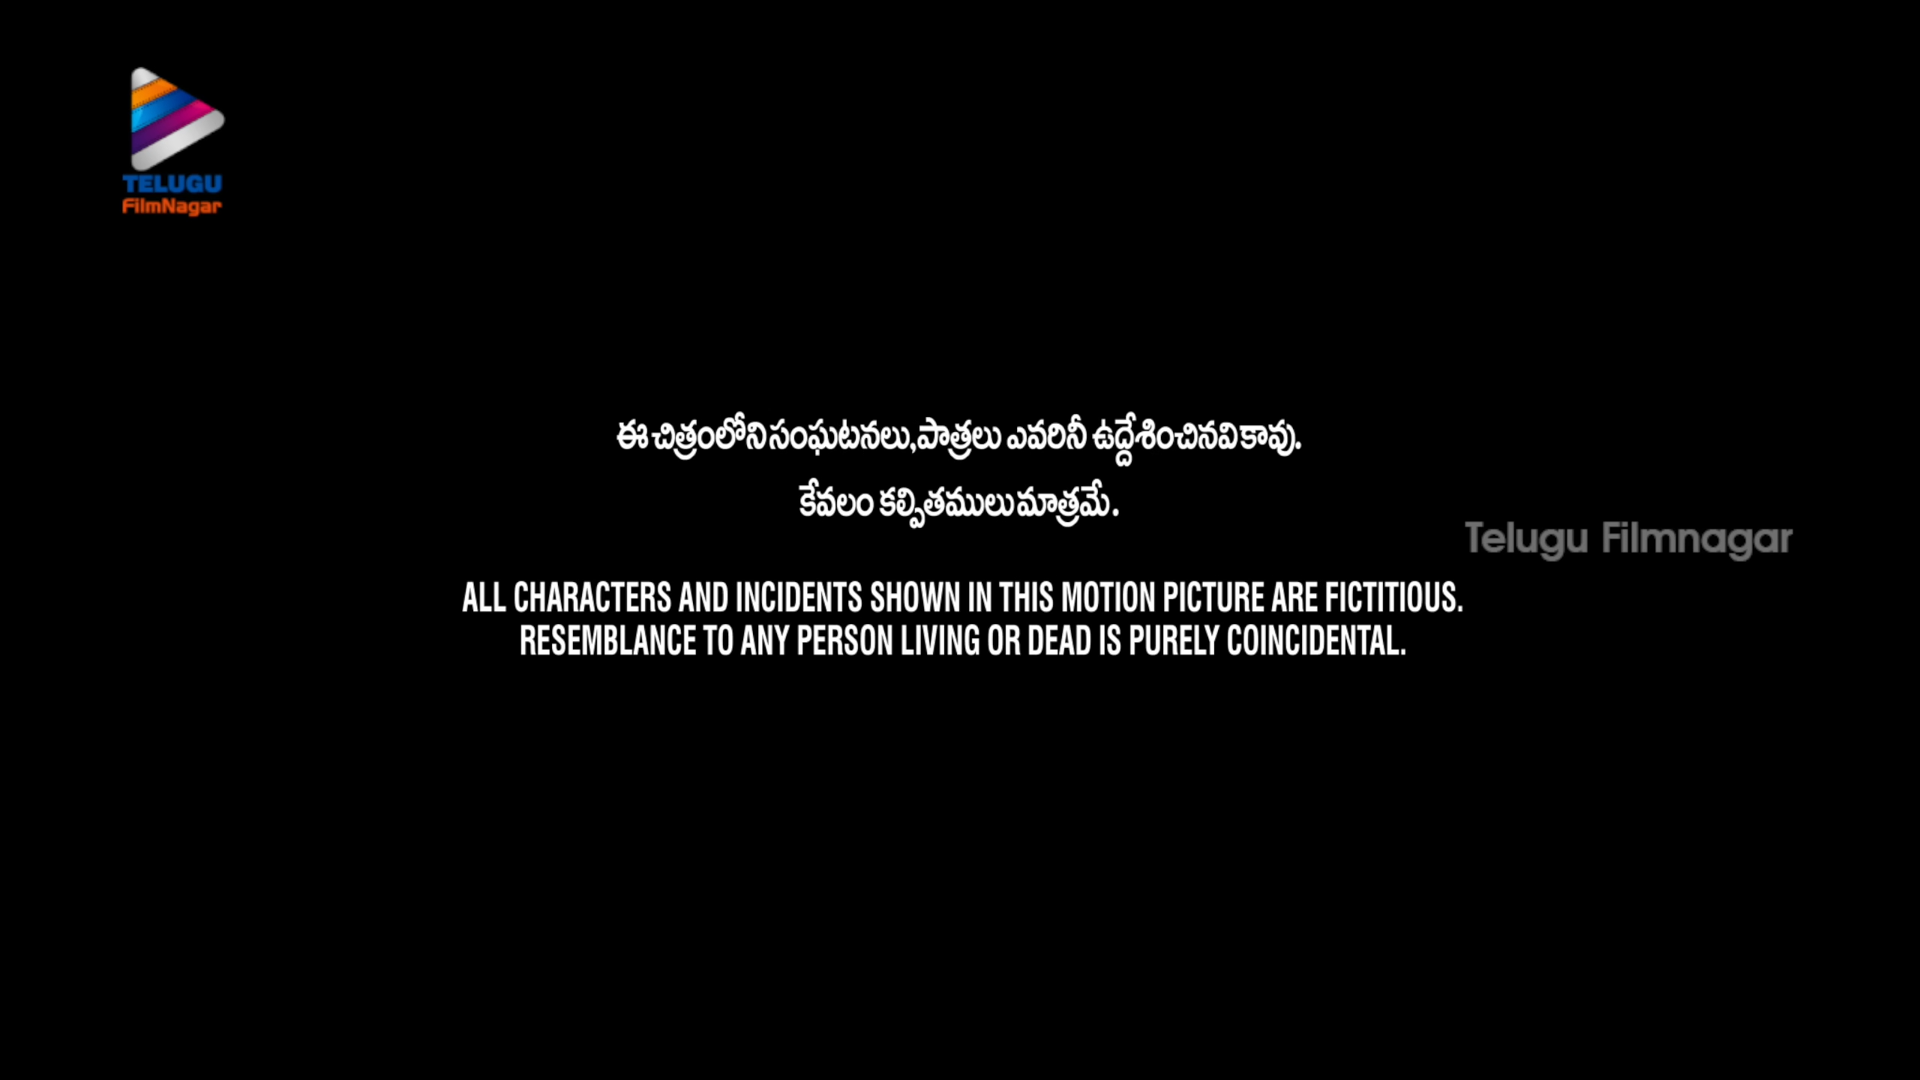 TELUGU
FilmNagar
ఈ చిత్రంలోని సంఘటనలు,పాత్రలు ఎవరినీ ఉద్దేశించినవి కావు.
కేవలం కల్పితములు మాత్రమే.
Telugu Filmnagar
ALL CHARACTERS AND INCIDENTS SHOWN IN THIS MOTION PICTURE ARE FICTITIOUS.
RESEMBLANCE TO ANY PERSON LIVING OR DEAD IS PURELY COINCIDENTAL.